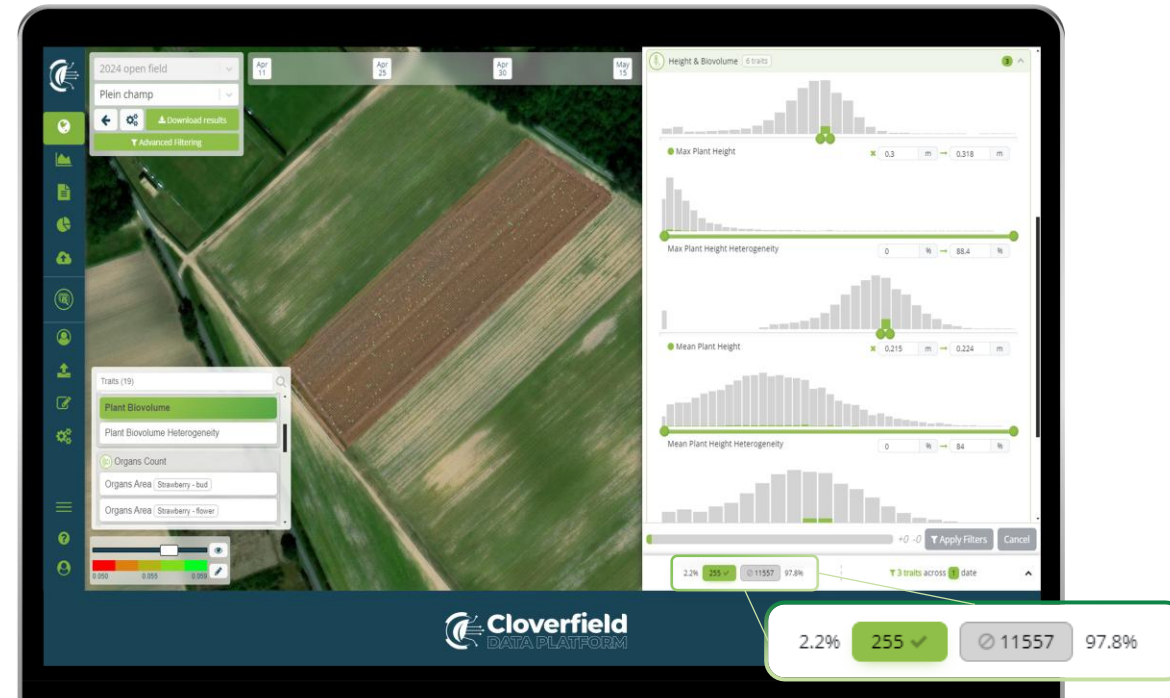 2024 open field
Plein champ
Download results
Advanced Filtering
Apr 11
Apr 25
Apr 30
May 15
Height & Biovolume 6 traits 3
Max Plant Height 0.3 m → 0,318 m
Max Plant Height Heterogeneity 0 % → 88.4 %
Mean Plant Height 0,215 m → 0,224 m
Mean Plant Height Heterogeneity 0 % → 84 %
Traits (19)
Plant Biovolume
Plant Biovolume Heterogeneity
Organs Count
Organs Area Strawberry - bud
Organs Area Strawberry - flower
0.050 0.055 0.059
+0 -0 Apply Filters Cancel
2.2% 255 11557 97.8% 3 traits across 1 date
Cloverfield
DATA PLATFORM
2.2% 255 11557 97.8%